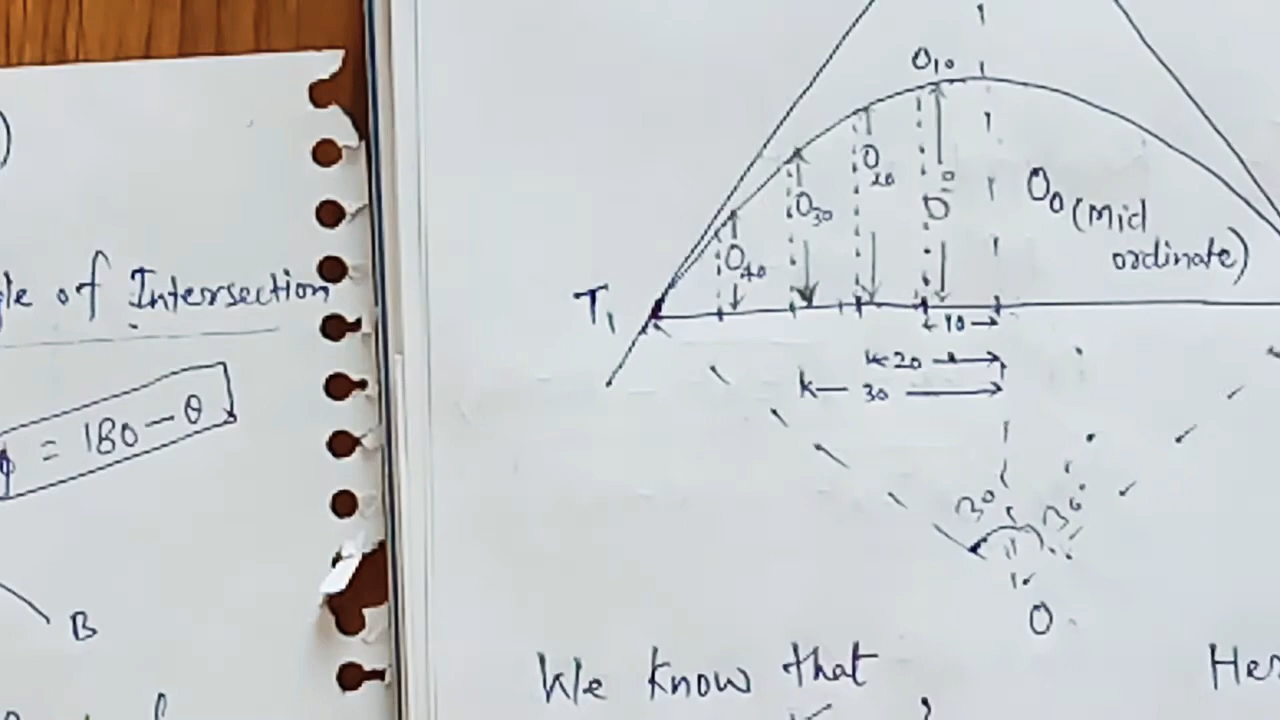 )
gle of Intersection
ϕ = 180 - θ
B
O10
O20
O30
O40
O0 (Mid
ordinate)
T1
10
20
30
30°
30°
O
We know that
Her